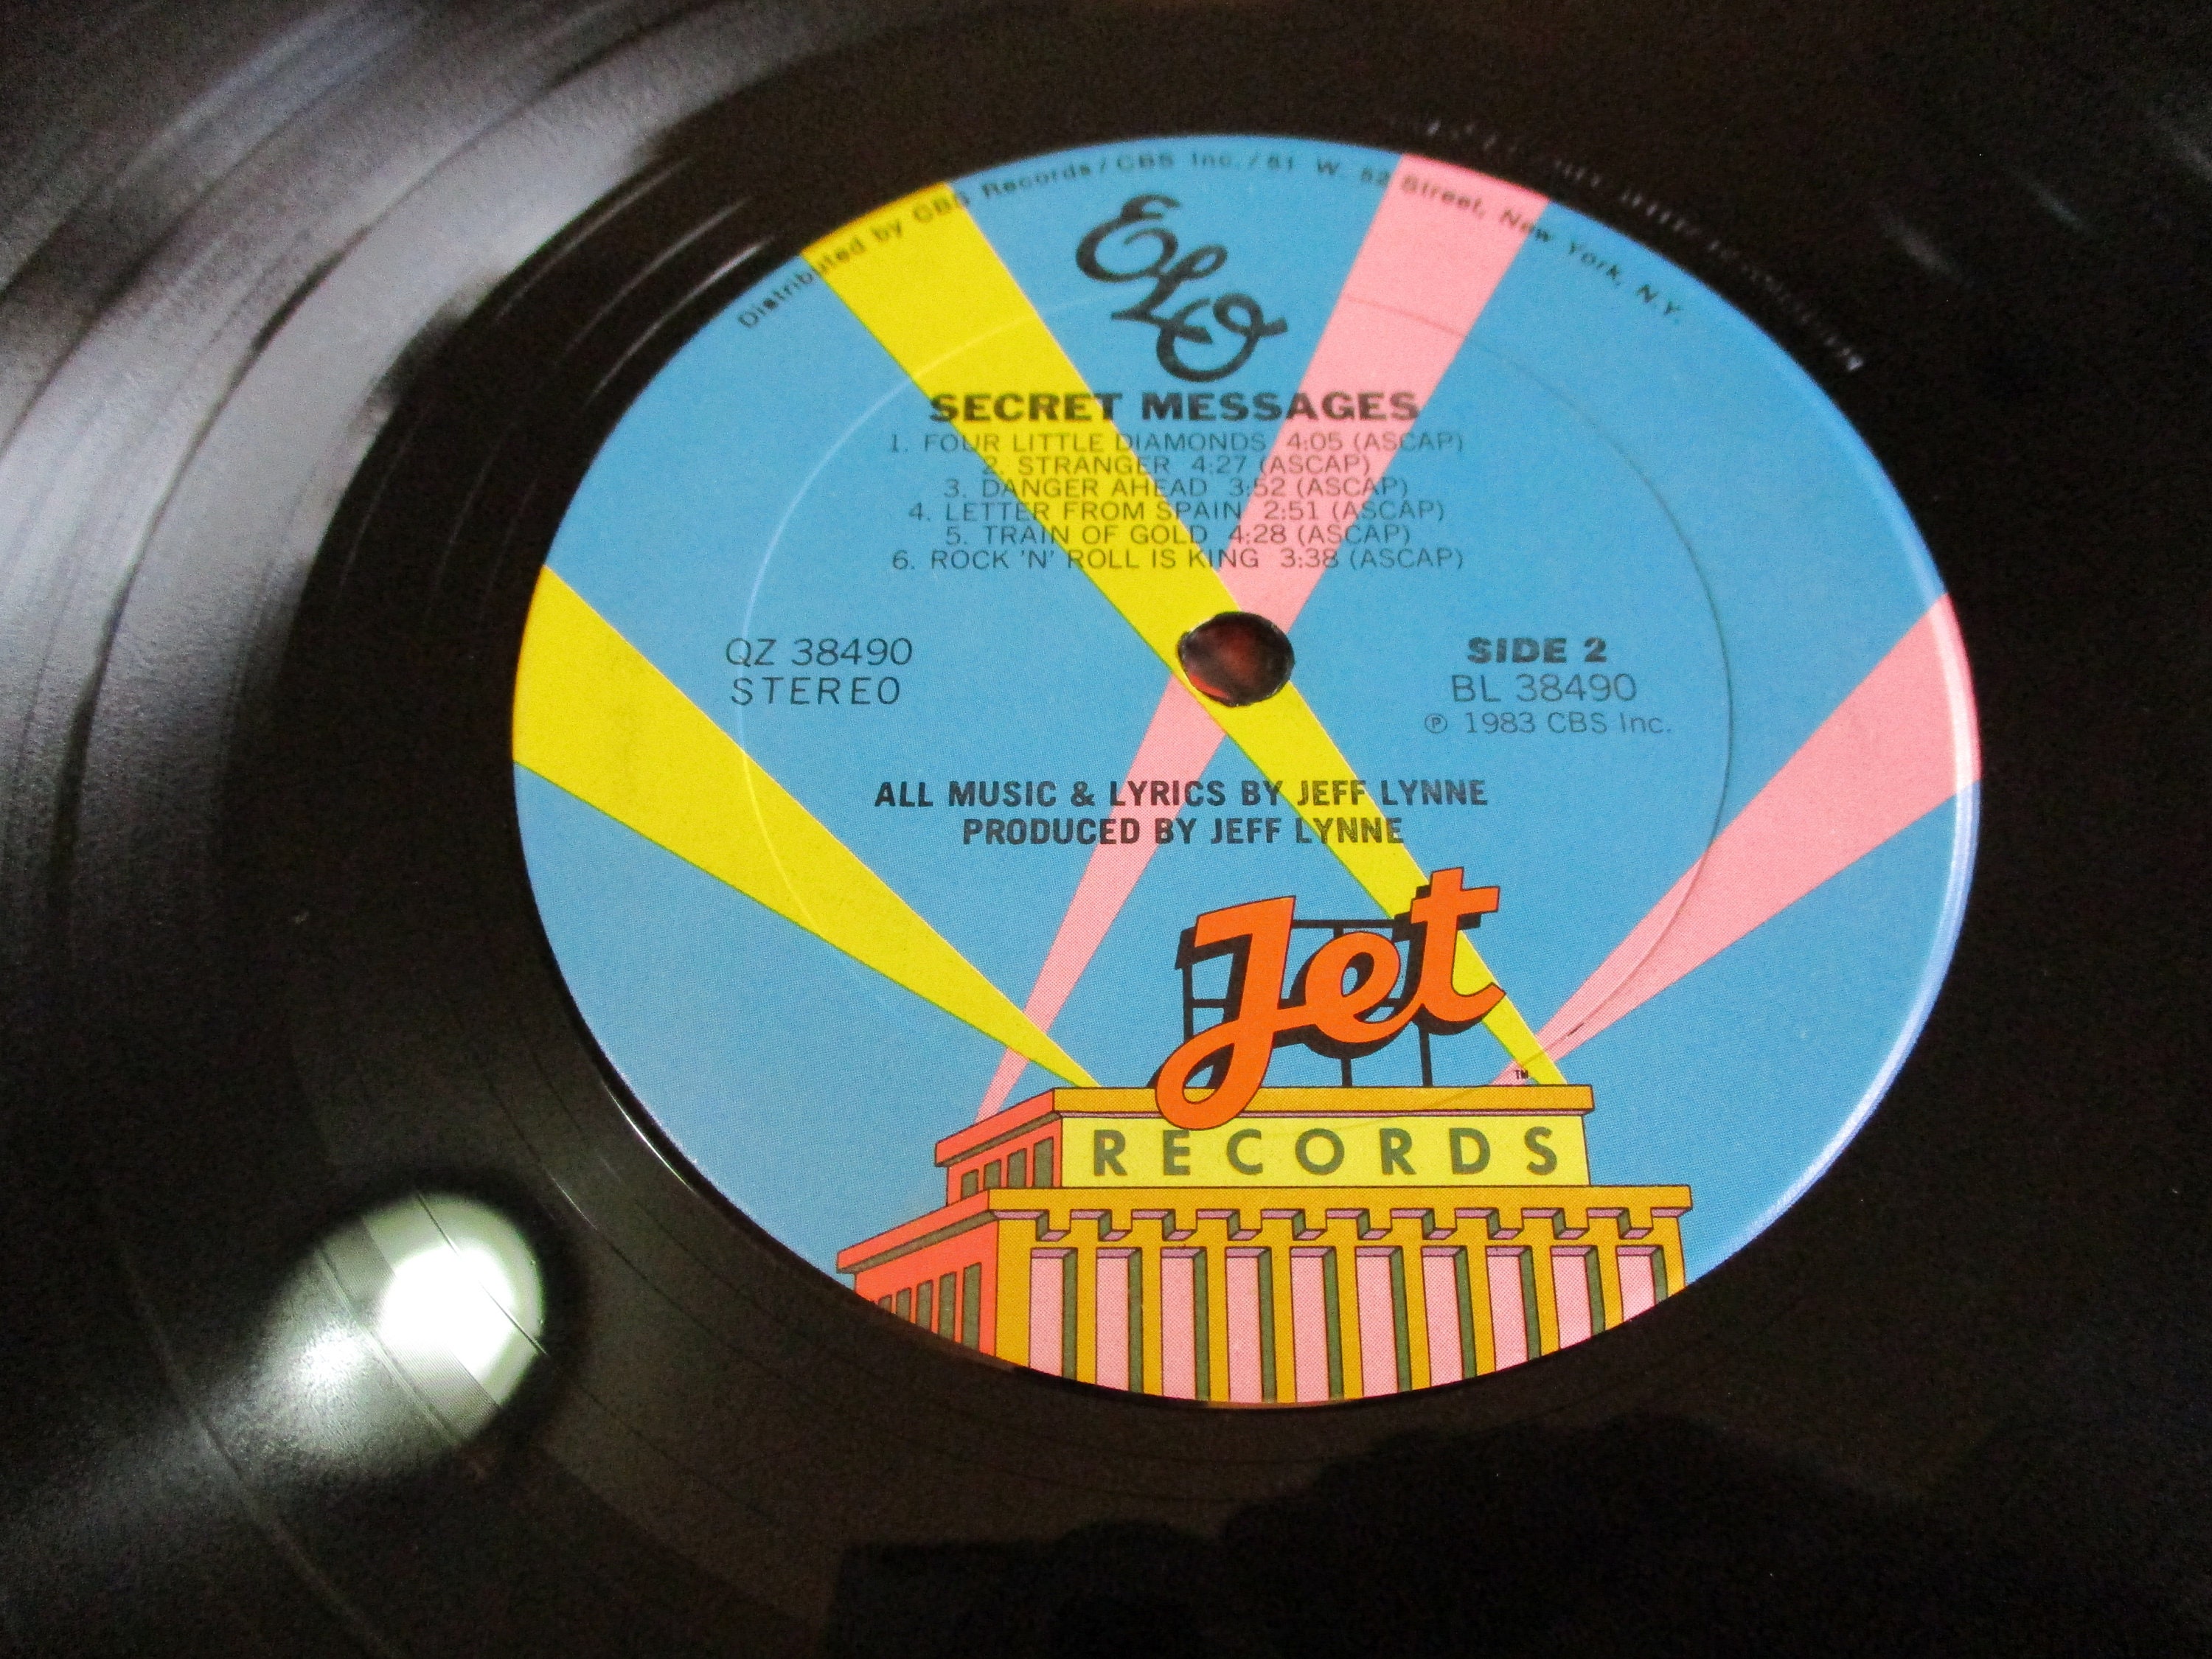 Distributed by CBS Records/CBS Inc./51 W. 52 Street, New York, N.Y.
ELO
SECRET MESSAGES
1. FOUR LITTLE DIAMONDS 4:05 (ASCAP)
2. STRANGER 4:27 (ASCAP)
3. DANGER AHEAD 3:52 (ASCAP)
4. LETTER FROM SPAIN 2:51 (ASCAP)
5. TRAIN OF GOLD 4:28 (ASCAP)
6. ROCK 'N' ROLL IS KING 3:38 (ASCAP)
QZ 38490
STEREO
SIDE 2
BL 38490
℗ 1983 CBS Inc.
ALL MUSIC & LYRICS BY JEFF LYNNE
PRODUCED BY JEFF LYNNE
Jet
TM
RECORDS